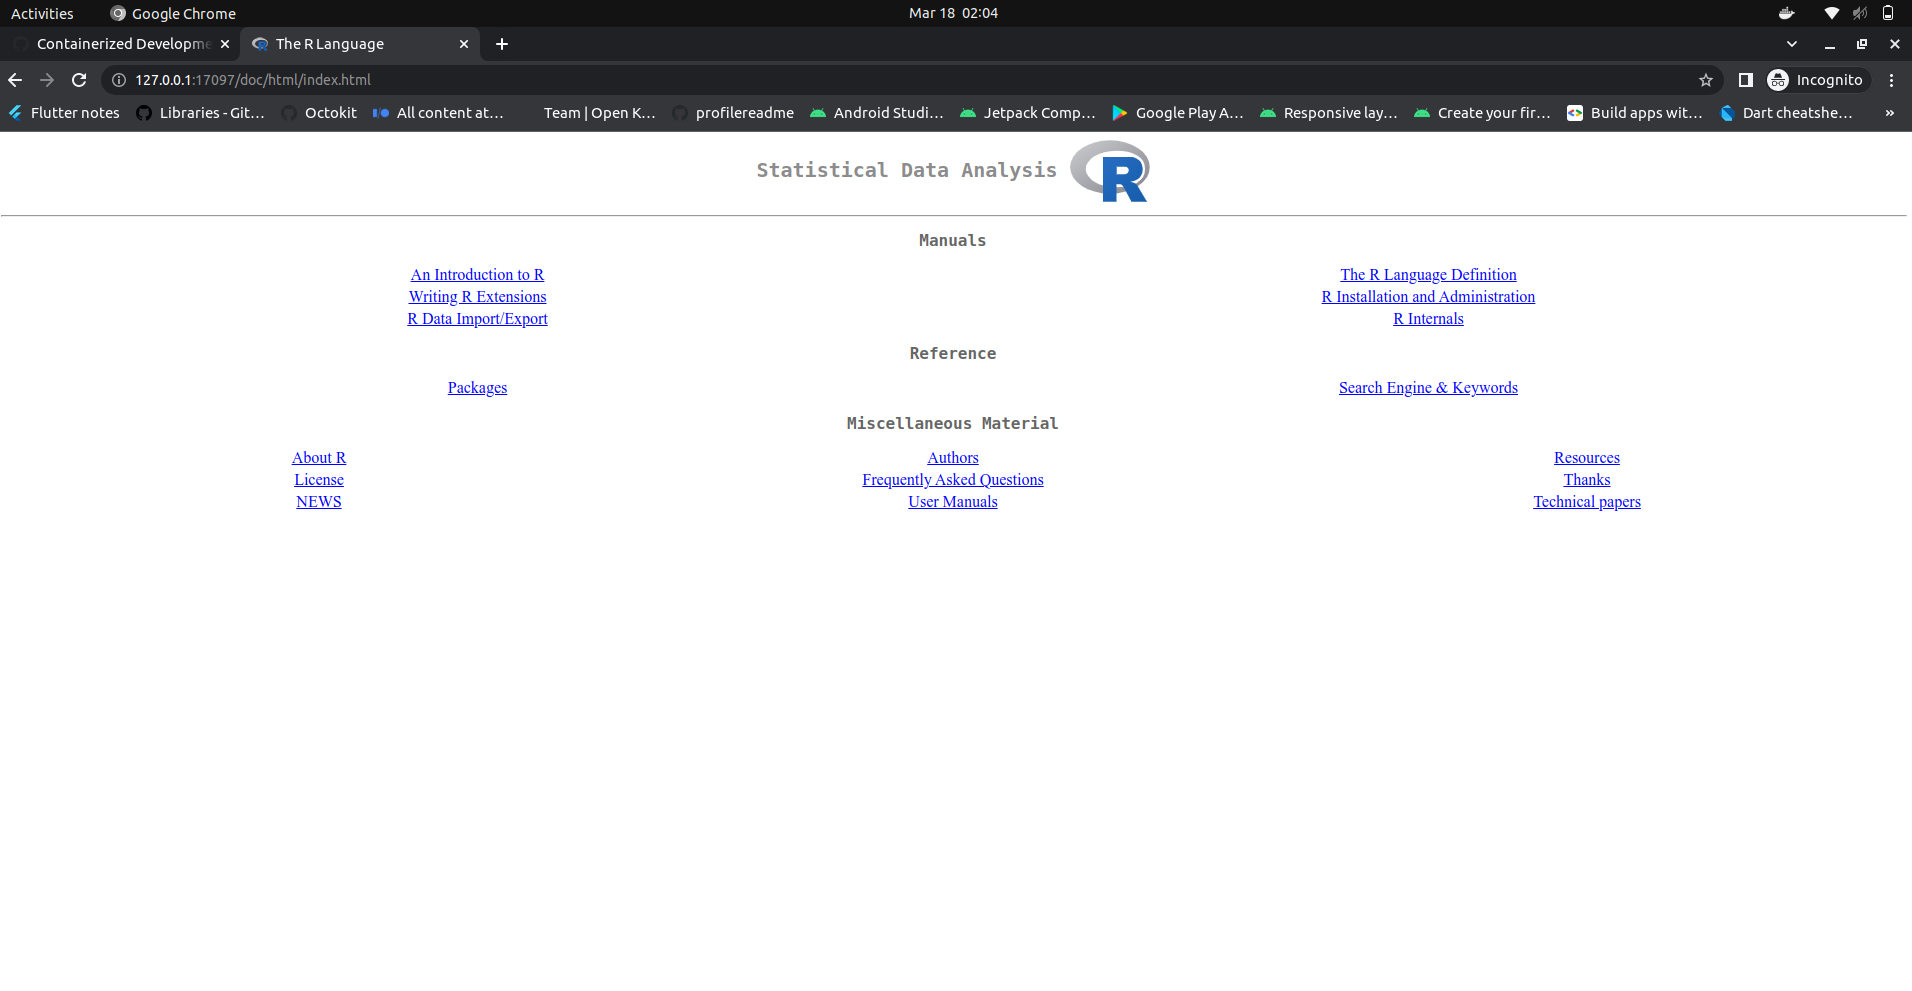 Activities Google Chrome Mar 18 02:04
Containerized Developme The R Language
127.0.0.1:17097/doc/html/index.html Incognito
Flutter notes Libraries - Git... Octokit All content at... Team | Open K... profilereadme Android Studi... Jetpack Comp... Google Play A... Responsive lay... Create your fir... Build apps wit... Dart cheatshe... »
Statistical Data Analysis R
Manuals
An Introduction to R The R Language Definition
Writing R Extensions R Installation and Administration
R Data Import/Export R Internals
Reference
Packages Search Engine & Keywords
Miscellaneous Material
About R Authors Resources
License Frequently Asked Questions Thanks
NEWS User Manuals Technical papers